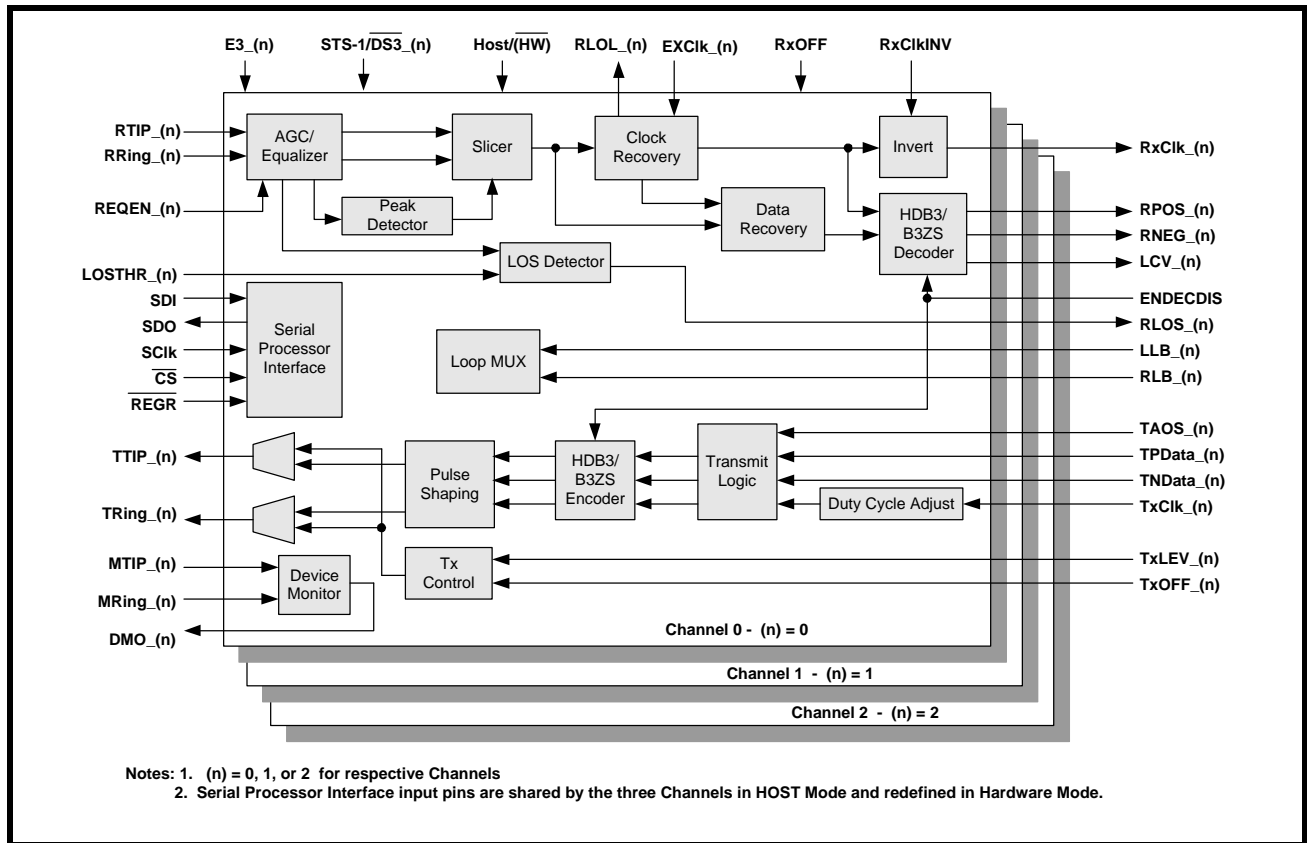 E3_(n)
STS-1/DS3_(n)
Host/(HW)
RLOL_(n)
EXClk_(n)
RxOFF
RxClkINV
RTIP_(n)
RRing_(n)
REQEN_(n)
LOSTHR_(n)
SDI
SDO
SClk
CS
REGR
TTIP_(n)
TRing_(n)
MTIP_(n)
MRing_(n)
DMO_(n)
AGC/
Equalizer
Slicer
Clock
Recovery
Invert
Peak
Detector
Data
Recovery
HDB3/
B3ZS
Decoder
LOS Detector
Serial
Processor
Interface
Loop MUX
Pulse
Shaping
HDB3/
B3ZS
Encoder
Transmit
Logic
Duty Cycle Adjust
Device
Monitor
Tx
Control
RxClk_(n)
RPOS_(n)
RNEG_(n)
LCV_(n)
ENDECDIS
RLOS_(n)
LLB_(n)
RLB_(n)
TAOS_(n)
TPData_(n)
TNData_(n)
TxClk_(n)
TxLEV_(n)
TxOFF_(n)
Channel 0 - (n) = 0
Channel 1 - (n) = 1
Channel 2 - (n) = 2
Notes: 1. (n) = 0, 1, or 2 for respective Channels
2. Serial Processor Interface input pins are shared by the three Channels in HOST Mode and redefined in Hardware Mode.